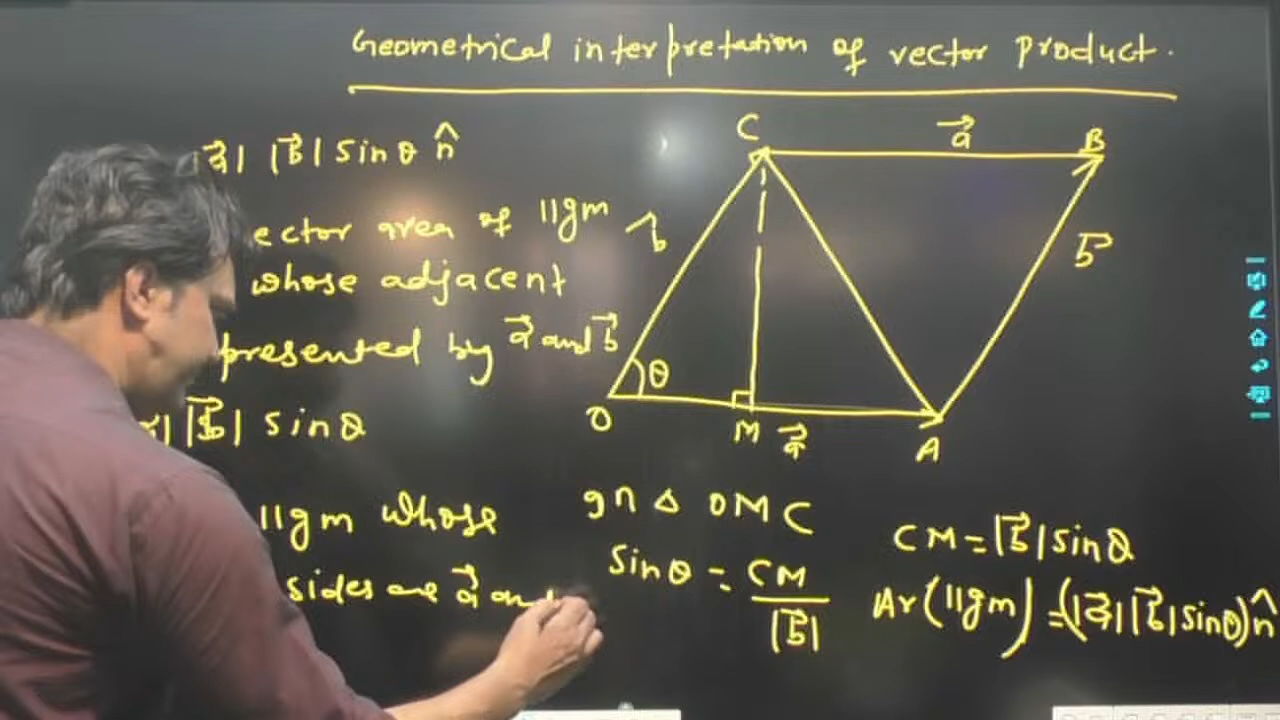 Geometrical interpretation of vector product.
|a⃗| |b⃗| sin θ n̂
ector area of ||gm
whose adjacent
presented by a⃗ and b⃗
| |b⃗| sin θ
||gm whose
sides are a⃗ and
C
a⃗
B
b⃗
b⃗
θ
O
M
a⃗
A
gn Δ OMC
sin θ = CM
|b⃗|
CM = |b⃗| sin θ
Ar (||gm) = (|a⃗| |b⃗| sin θ) n̂